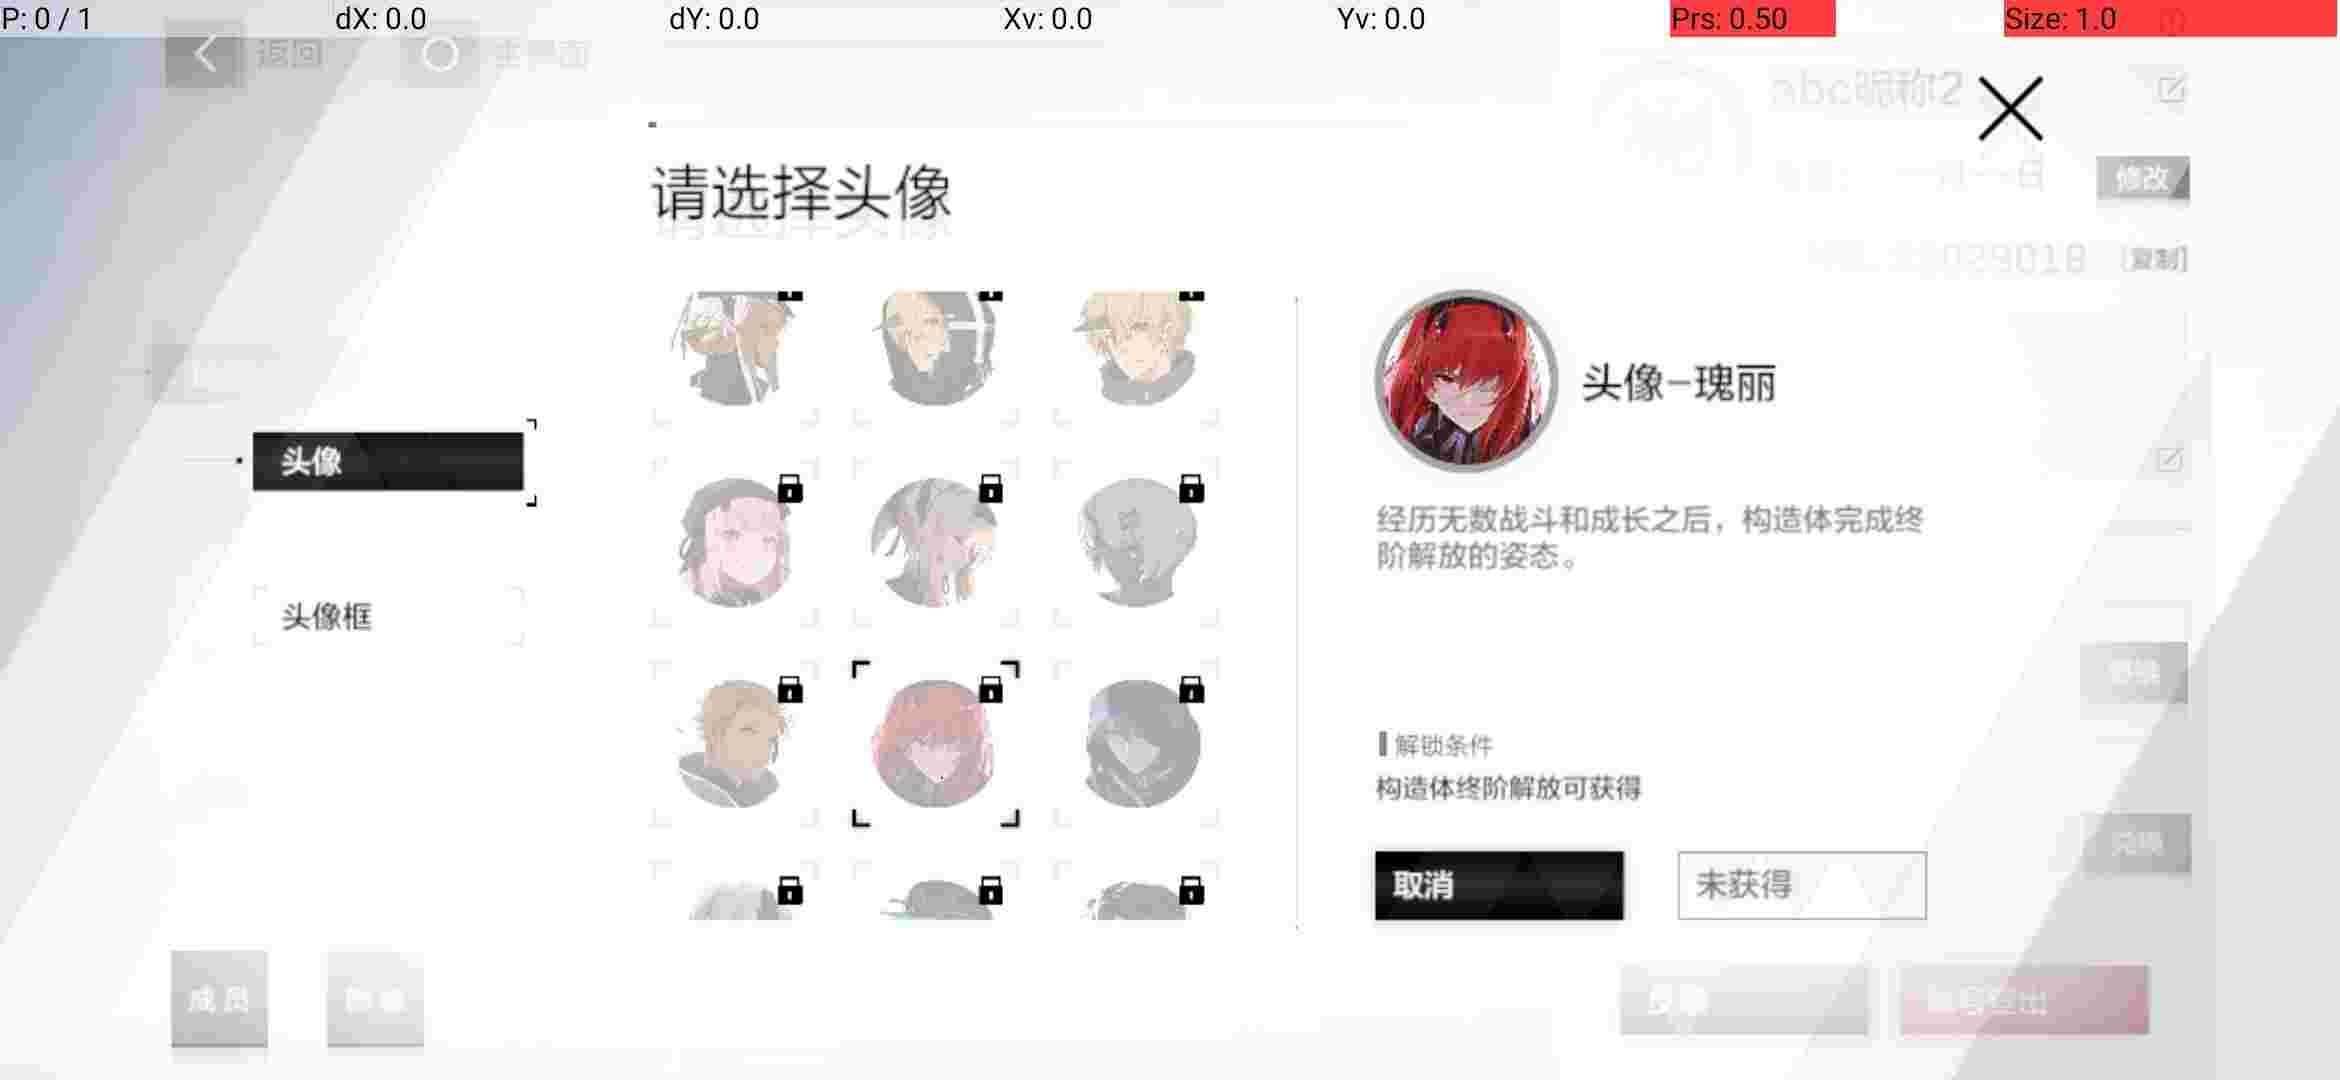 P: 0 / 1
dX: 0.0
dY: 0.0
Xv: 0.0
Yv: 0.0
Prs: 0.50
Size: 1.0
返回
主界面
abc昵称2
请选择头像
修改
029018
[复制]
头像
头像框
头像-瑰丽
经历无数战斗和成长之后，构造体完成终
阶解放的姿态。
解锁条件
构造体终阶解放可获得
取消
未获得
成员